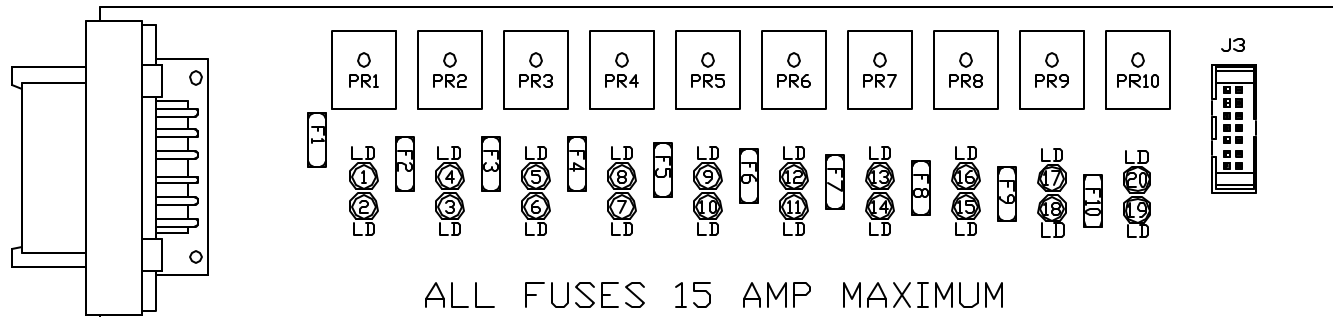 J3
PR1 PR2 PR3 PR4 PR5 PR6 PR7 PR8 PR9 PR10
F1 F2 F3 F4 F5 F6 F7 F8 F9 F10
LD LD LD LD LD LD LD LD LD LD
1 4 5 8 9 12 13 16 17 20
2 3 6 7 10 11 14 15 18 19
LD LD LD LD LD LD LD LD LD LD
ALL FUSES 15 AMP MAXIMUM